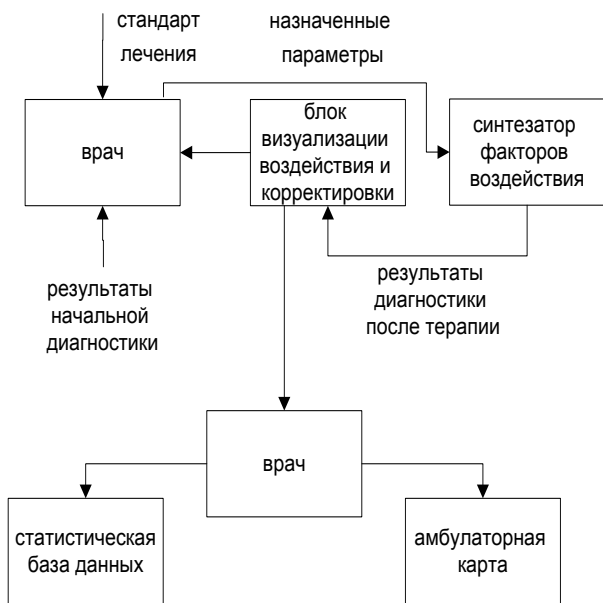 стандарт
лечения
назначенные
параметры
врач
блок
визуализации
воздействия и
корректировки
синтезатор
факторов
воздействия
результаты
начальной
диагностики
результаты
диагностики
после терапии
врач
статистическая
база данных
амбулаторная
карта